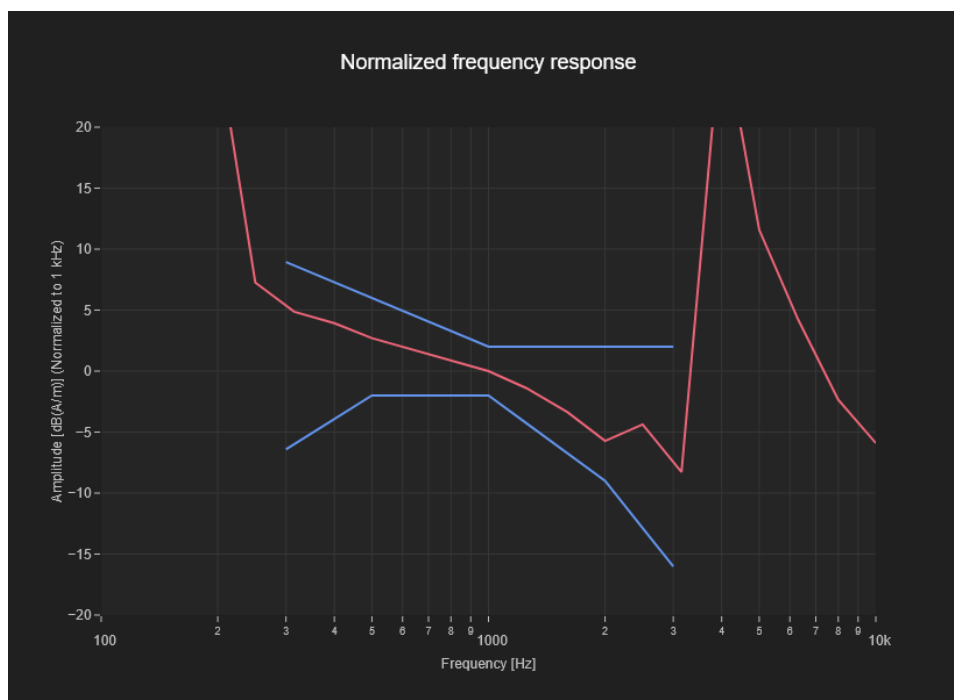 Normalized frequency response
Amplitude [dB(A/m)] (Normalized to 1 kHz)
20
15
10
5
0
−5
−10
−15
−20
2 3 4 5 6 7 8 9 2 3 4 5 6 7 8 9
100 1000 10k
Frequency [Hz]